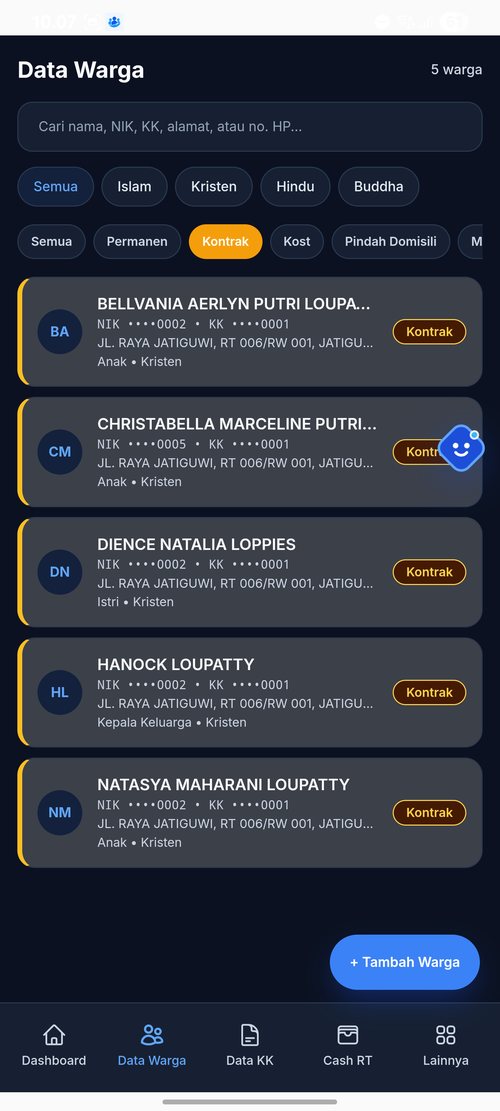 10.07
Data Warga
5 warga
Cari nama, NIK, KK, alamat, atau no. HP...
Semua
Islam
Kristen
Hindu
Buddha
Semua
Permanen
Kontrak
Kost
Pindah Domisili
M
BA
BELLVANIA AERLYN PUTRI LOUPA...
NIK ••••0002 • KK ••••0001
JL. RAYA JATIGUWI, RT 006/RW 001, JATIGU...
Anak • Kristen
Kontrak
CM
CHRISTABELLA MARCELINE PUTRI...
NIK ••••0005 • KK ••••0001
JL. RAYA JATIGUWI, RT 006/RW 001, JATIGU...
Anak • Kristen
Kontr
DN
DIENCE NATALIA LOPPIES
NIK ••••0002 • KK ••••0001
JL. RAYA JATIGUWI, RT 006/RW 001, JATIGU...
Istri • Kristen
Kontrak
HL
HANOCK LOUPATTY
NIK ••••0002 • KK ••••0001
JL. RAYA JATIGUWI, RT 006/RW 001, JATIGU...
Kepala Keluarga • Kristen
Kontrak
NM
NATASYA MAHARANI LOUPATTY
NIK ••••0002 • KK ••••0001
JL. RAYA JATIGUWI, RT 006/RW 001, JATIGU...
Anak • Kristen
Kontrak
+ Tambah Warga
Dashboard
Data Warga
Data KK
Cash RT
Lainnya